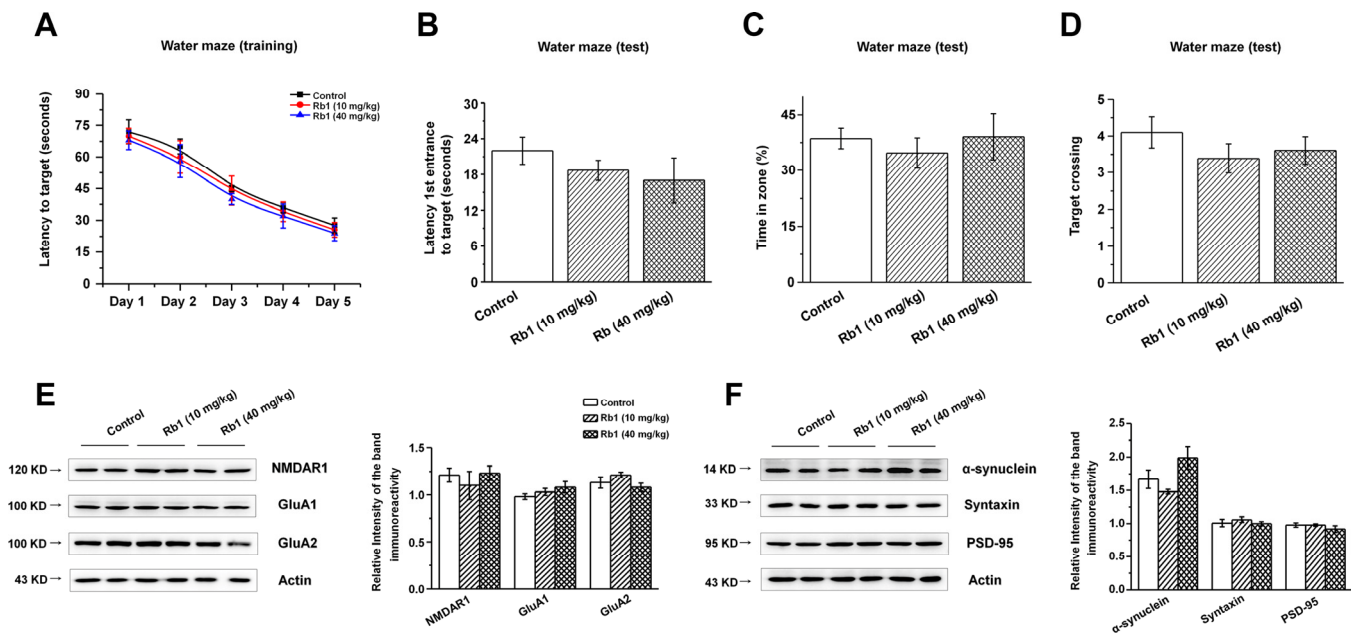 A
Water maze (training)
Control
Rb1 (10 mg/kg)
Rb1 (40 mg/kg)
Latency to target (seconds)
90
75
60
45
30
15
0
Day 1 Day 2 Day 3 Day 4 Day 5
B
Water maze (test)
Latency 1st entrance
to target (seconds)
30
24
18
12
6
0
Control
Rb1 (10 mg/kg)
Rb (40 mg/kg)
C
Water maze (test)
Time in zone (%)
45
30
15
0
Control
Rb1 (10 mg/kg)
Rb1 (40 mg/kg)
D
Water maze (test)
Target crossing
5
4
3
2
1
0
Control
Rb1 (10 mg/kg)
Rb1 (40 mg/kg)
E
Control
Rb1 (10 mg/kg)
Rb1 (40 mg/kg)
120 KD→ NMDAR1
100 KD→ GluA1
100 KD→ GluA2
43 KD→ Actin
Control
Rb1 (10 mg/kg)
Rb1 (40 mg/kg)
Relative Intensity of the band
immunoreactivity
1.5
1.0
0.5
0.0
NMDAR1
GluA1
GluA2
F
Control
Rb1 (10 mg/kg)
Rb1 (40 mg/kg)
14 KD→ α-synuclein
33 KD→ Syntaxin
95 KD→ PSD-95
43 KD→ Actin
Relative Intensity of the band
immunoreactivity
2.5
2.0
1.5
1.0
0.5
0.0
α-synuclein
Syntaxin
PSD-95